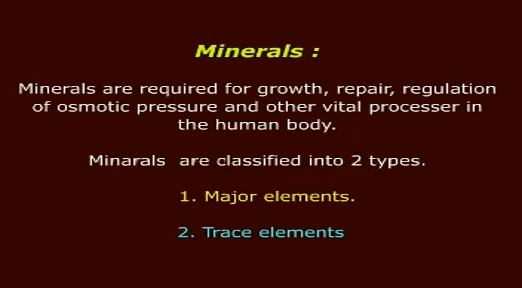 Minerals :
Minerals are required for growth, repair, regulation
of osmotic pressure and other vital processer in
the human body.
Minarals are classified into 2 types.
1. Major elements.
2. Trace elements